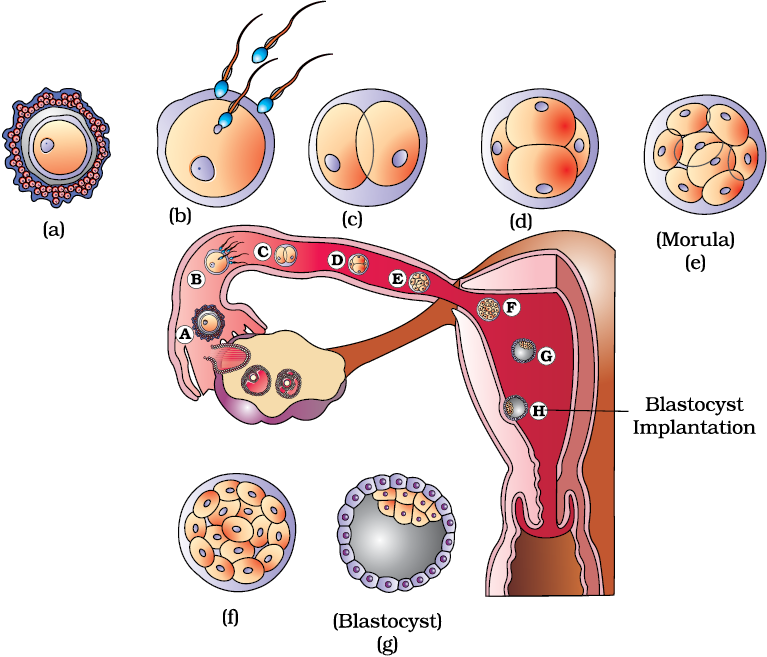 (a)
(b)
(c)
(d)
(Morula)
(e)
A
B
C
D
E
F
G
H
Blastocyst
Implantation
(f)
(Blastocyst)
(g)